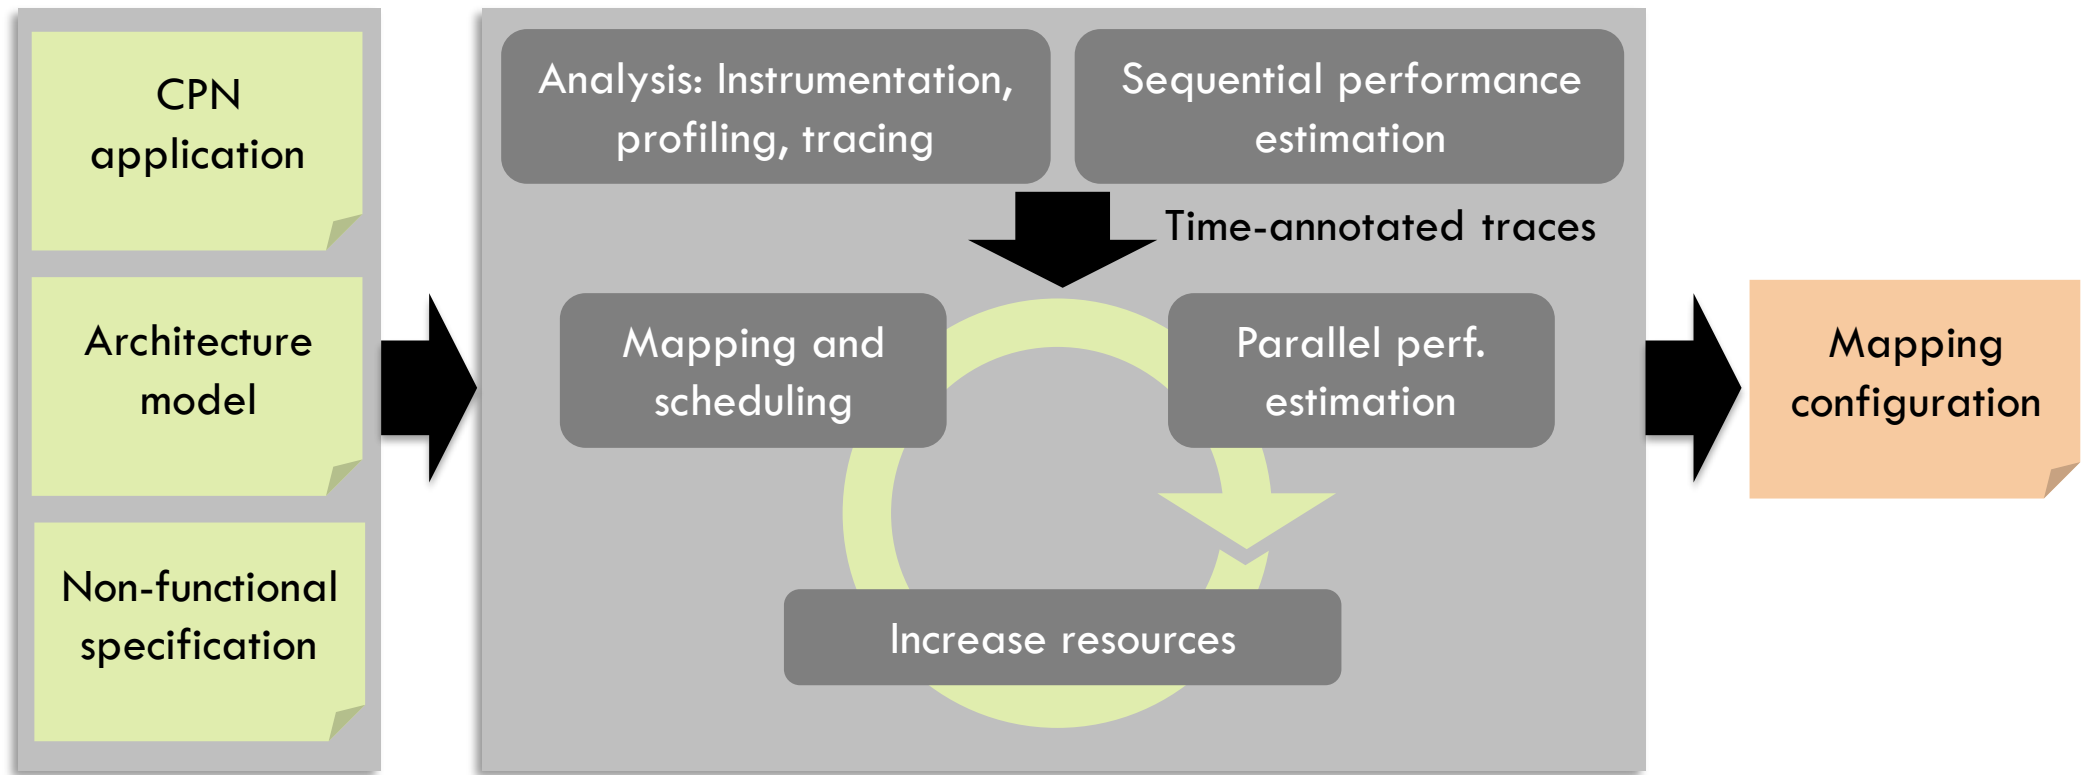 CPN
application
Architecture
model
Non-functional
specification
Analysis: Instrumentation,
profiling, tracing
Sequential performance
estimation
Time-annotated traces
Mapping and
scheduling
Parallel perf.
estimation
Increase resources
Mapping
configuration